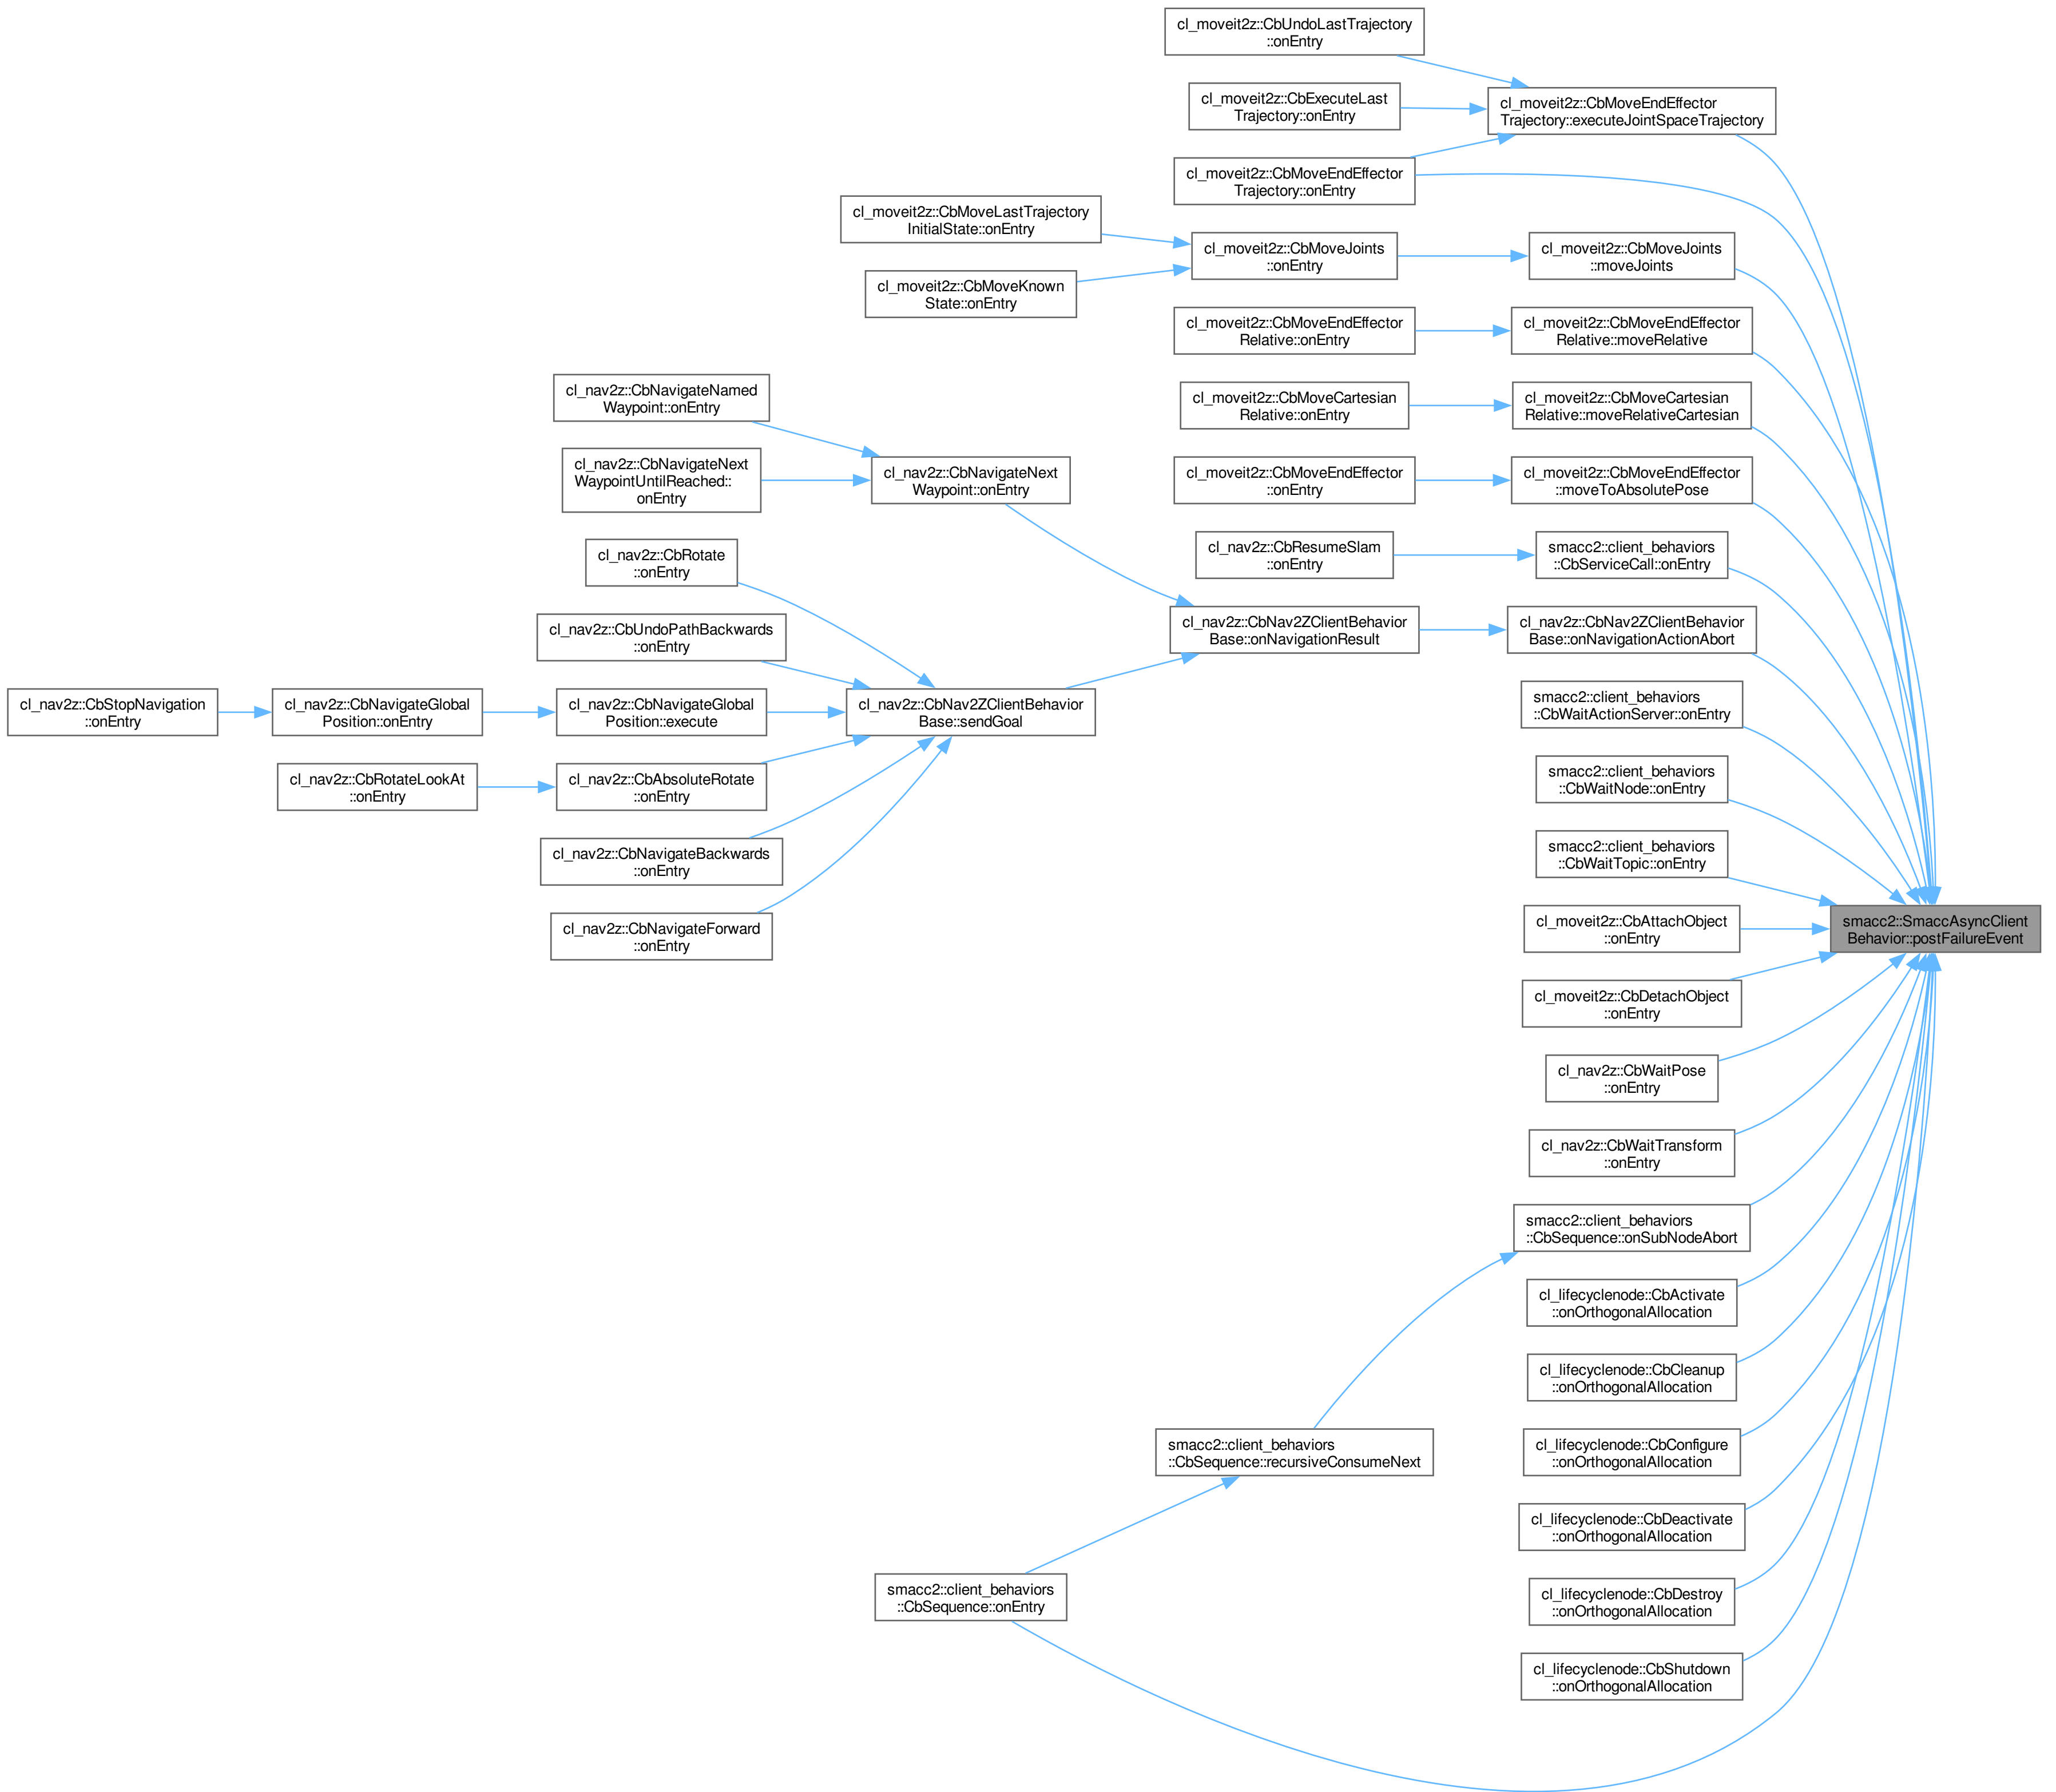 cl_moveit2z::CbUndoLastTrajectory
::onEntry
cl_moveit2z::CbExecuteLast
Trajectory::onEntry
cl_moveit2z::CbMoveEndEffector
Trajectory::executeJointSpaceTrajectory
cl_moveit2z::CbMoveEndEffector
Trajectory::onEntry
cl_moveit2z::CbMoveLastTrajectory
InitialState::onEntry
cl_moveit2z::CbMoveJoints
::onEntry
cl_moveit2z::CbMoveJoints
::moveJoints
cl_moveit2z::CbMoveKnown
State::onEntry
cl_moveit2z::CbMoveEndEffector
Relative::onEntry
cl_moveit2z::CbMoveEndEffector
Relative::moveRelative
cl_nav2z::CbNavigateNamed
Waypoint::onEntry
cl_moveit2z::CbMoveCartesian
Relative::onEntry
cl_moveit2z::CbMoveCartesian
Relative::moveRelativeCartesian
cl_nav2z::CbNavigateNext
WaypointUntilReached::
onEntry
cl_nav2z::CbNavigateNext
Waypoint::onEntry
cl_moveit2z::CbMoveEndEffector
::onEntry
cl_moveit2z::CbMoveEndEffector
::moveToAbsolutePose
cl_nav2z::CbRotate
::onEntry
cl_nav2z::CbResumeSlam
::onEntry
smacc2::client_behaviors
::CbServiceCall::onEntry
cl_nav2z::CbUndoPathBackwards
::onEntry
cl_nav2z::CbNav2ZClientBehavior
Base::onNavigationResult
cl_nav2z::CbNav2ZClientBehavior
Base::onNavigationActionAbort
cl_nav2z::CbStopNavigation
::onEntry
cl_nav2z::CbNavigateGlobal
Position::onEntry
cl_nav2z::CbNavigateGlobal
Position::execute
cl_nav2z::CbNav2ZClientBehavior
Base::sendGoal
smacc2::client_behaviors
::CbWaitActionServer::onEntry
cl_nav2z::CbRotateLookAt
::onEntry
cl_nav2z::CbAbsoluteRotate
::onEntry
smacc2::client_behaviors
::CbWaitNode::onEntry
cl_nav2z::CbNavigateBackwards
::onEntry
smacc2::client_behaviors
::CbWaitTopic::onEntry
cl_nav2z::CbNavigateForward
::onEntry
cl_moveit2z::CbAttachObject
::onEntry
smacc2::SmaccAsyncClient
Behavior::postFailureEvent
cl_moveit2z::CbDetachObject
::onEntry
cl_nav2z::CbWaitPose
::onEntry
cl_nav2z::CbWaitTransform
::onEntry
smacc2::client_behaviors
::CbSequence::onSubNodeAbort
cl_lifecyclenode::CbActivate
::onOrthogonalAllocation
cl_lifecyclenode::CbCleanup
::onOrthogonalAllocation
smacc2::client_behaviors
::CbSequence::recursiveConsumeNext
cl_lifecyclenode::CbConfigure
::onOrthogonalAllocation
cl_lifecyclenode::CbDeactivate
::onOrthogonalAllocation
smacc2::client_behaviors
::CbSequence::onEntry
cl_lifecyclenode::CbDestroy
::onOrthogonalAllocation
cl_lifecyclenode::CbShutdown
::onOrthogonalAllocation